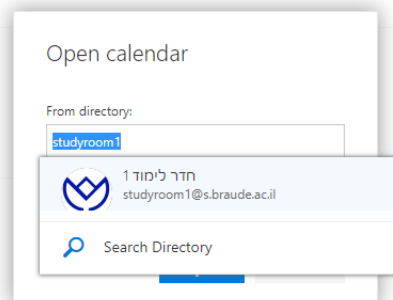 Open calendar
From directory:
studyroom1
חדר לימוד 1
studyroom1@s.braude.ac.il
Search Directory